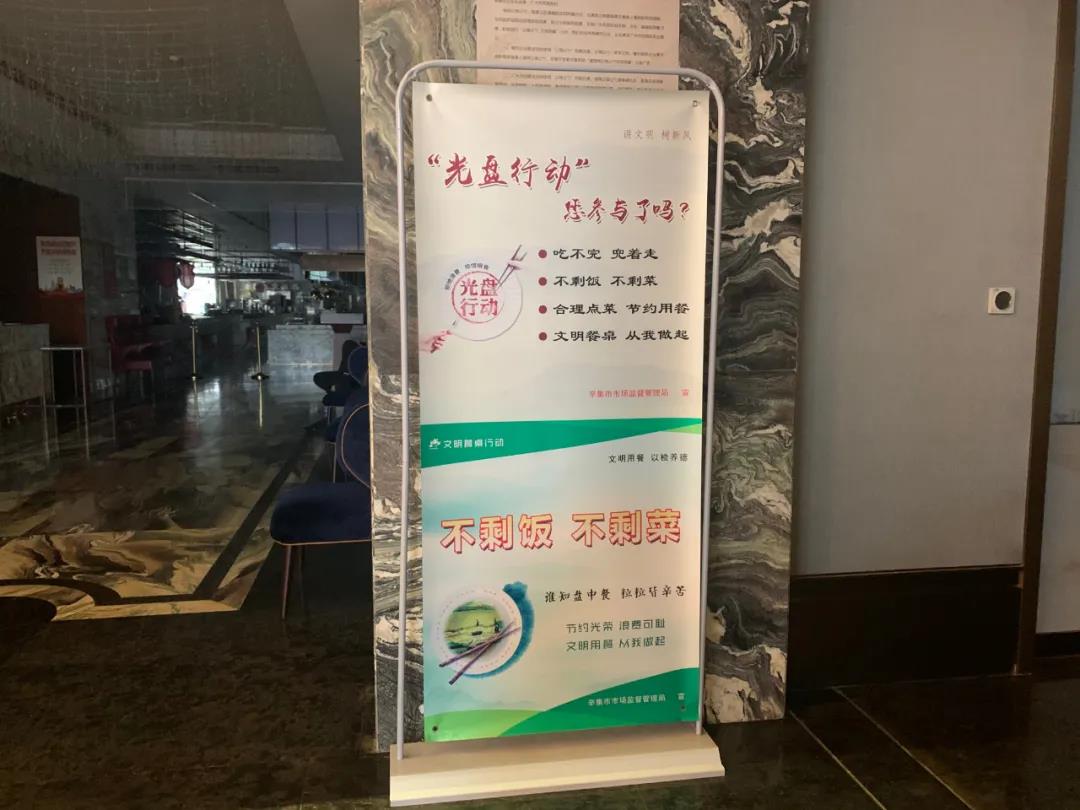 讲文明 树新风
“光盘行动”
您参与了吗?
吃不完 兜着走
不剩饭 不剩菜
合理点菜 节约用餐
文明餐桌 从我做起
光盘
行动
辛集市市场监督管理局 宣
文明餐桌行动
文明用餐 以俭养德
不剩饭 不剩菜
谁知盘中餐 粒粒皆辛苦
节约光荣 浪费可耻
文明用餐 从我做起
辛集市市场监督管理局 宣